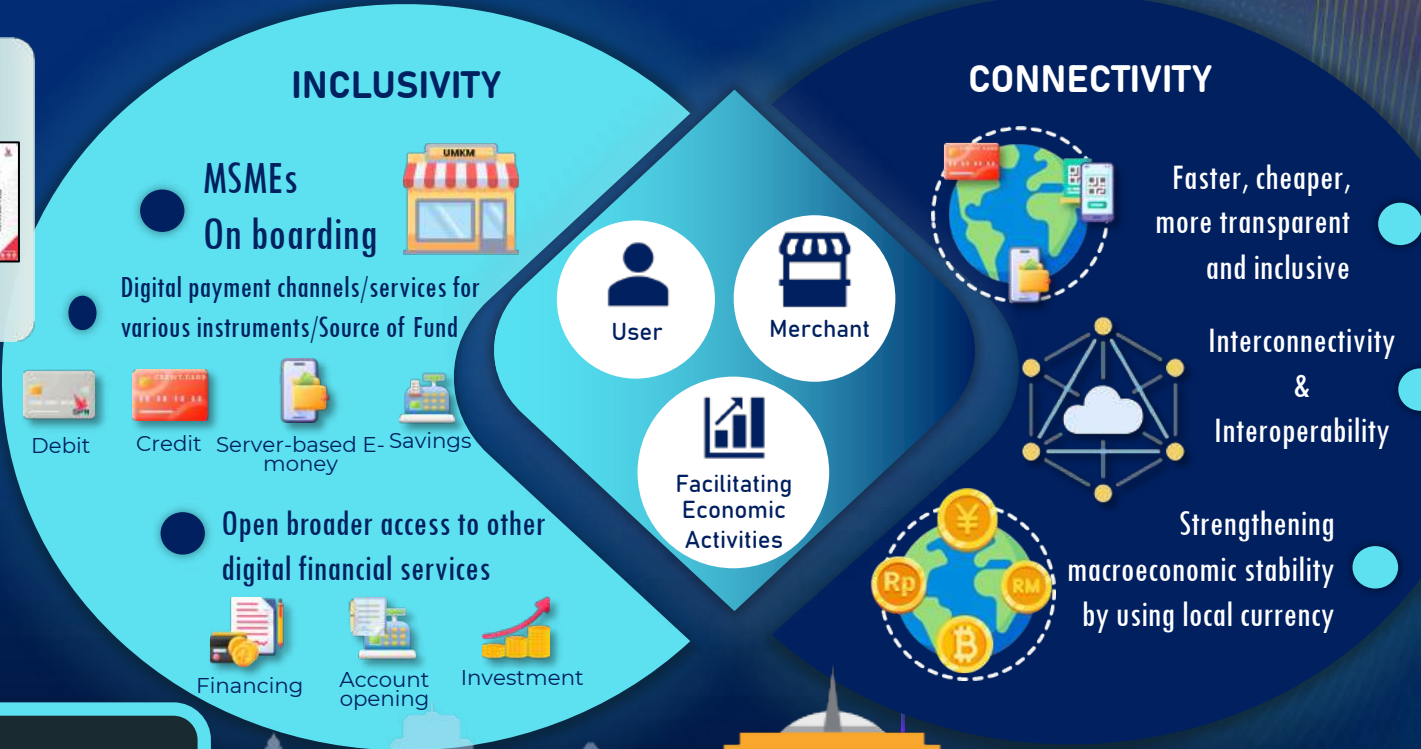 INCLUSIVITY
MSMEs
On boarding
UMKM
Digital payment channels/services for
various instruments/Source of Fund
Debit
Credit
Server-based E-
money
Savings
Open broader access to other
digital financial services
Financing
Account
opening
Investment
User
Merchant
Facilitating
Economic
Activities
CONNECTIVITY
Faster, cheaper,
more transparent
and inclusive
Interconnectivity
&
Interoperability
Strengthening
macroeconomic stability
by using local currency
¥
Rp
RM
₿